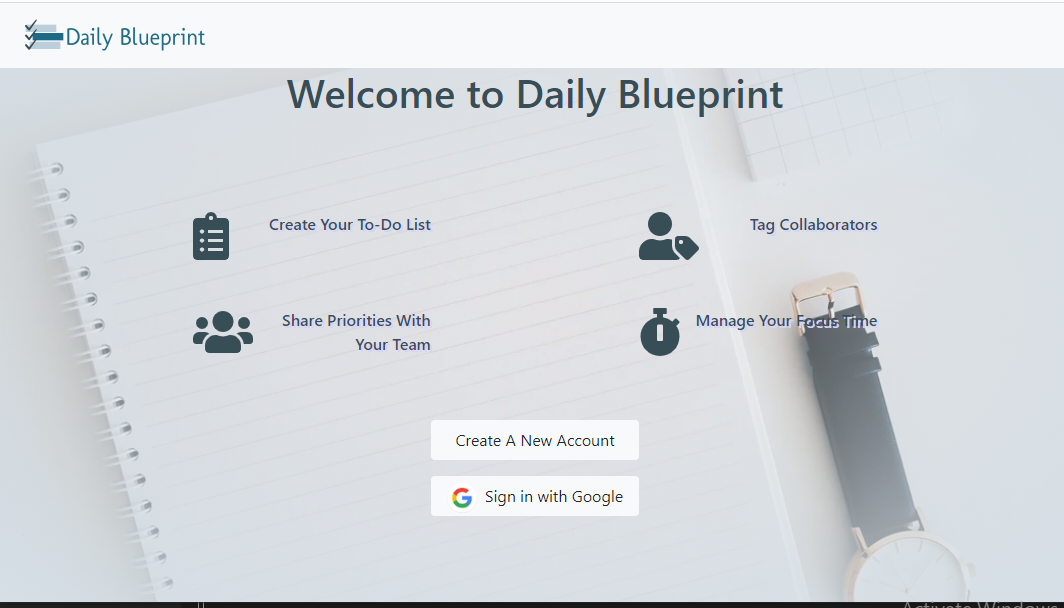 Daily Blueprint
Welcome to Daily Blueprint
Create Your To-Do List
Tag Collaborators
Share Priorities With
Your Team
Manage Your Focus Time
Create A New Account
Sign in with Google
Activate Windows